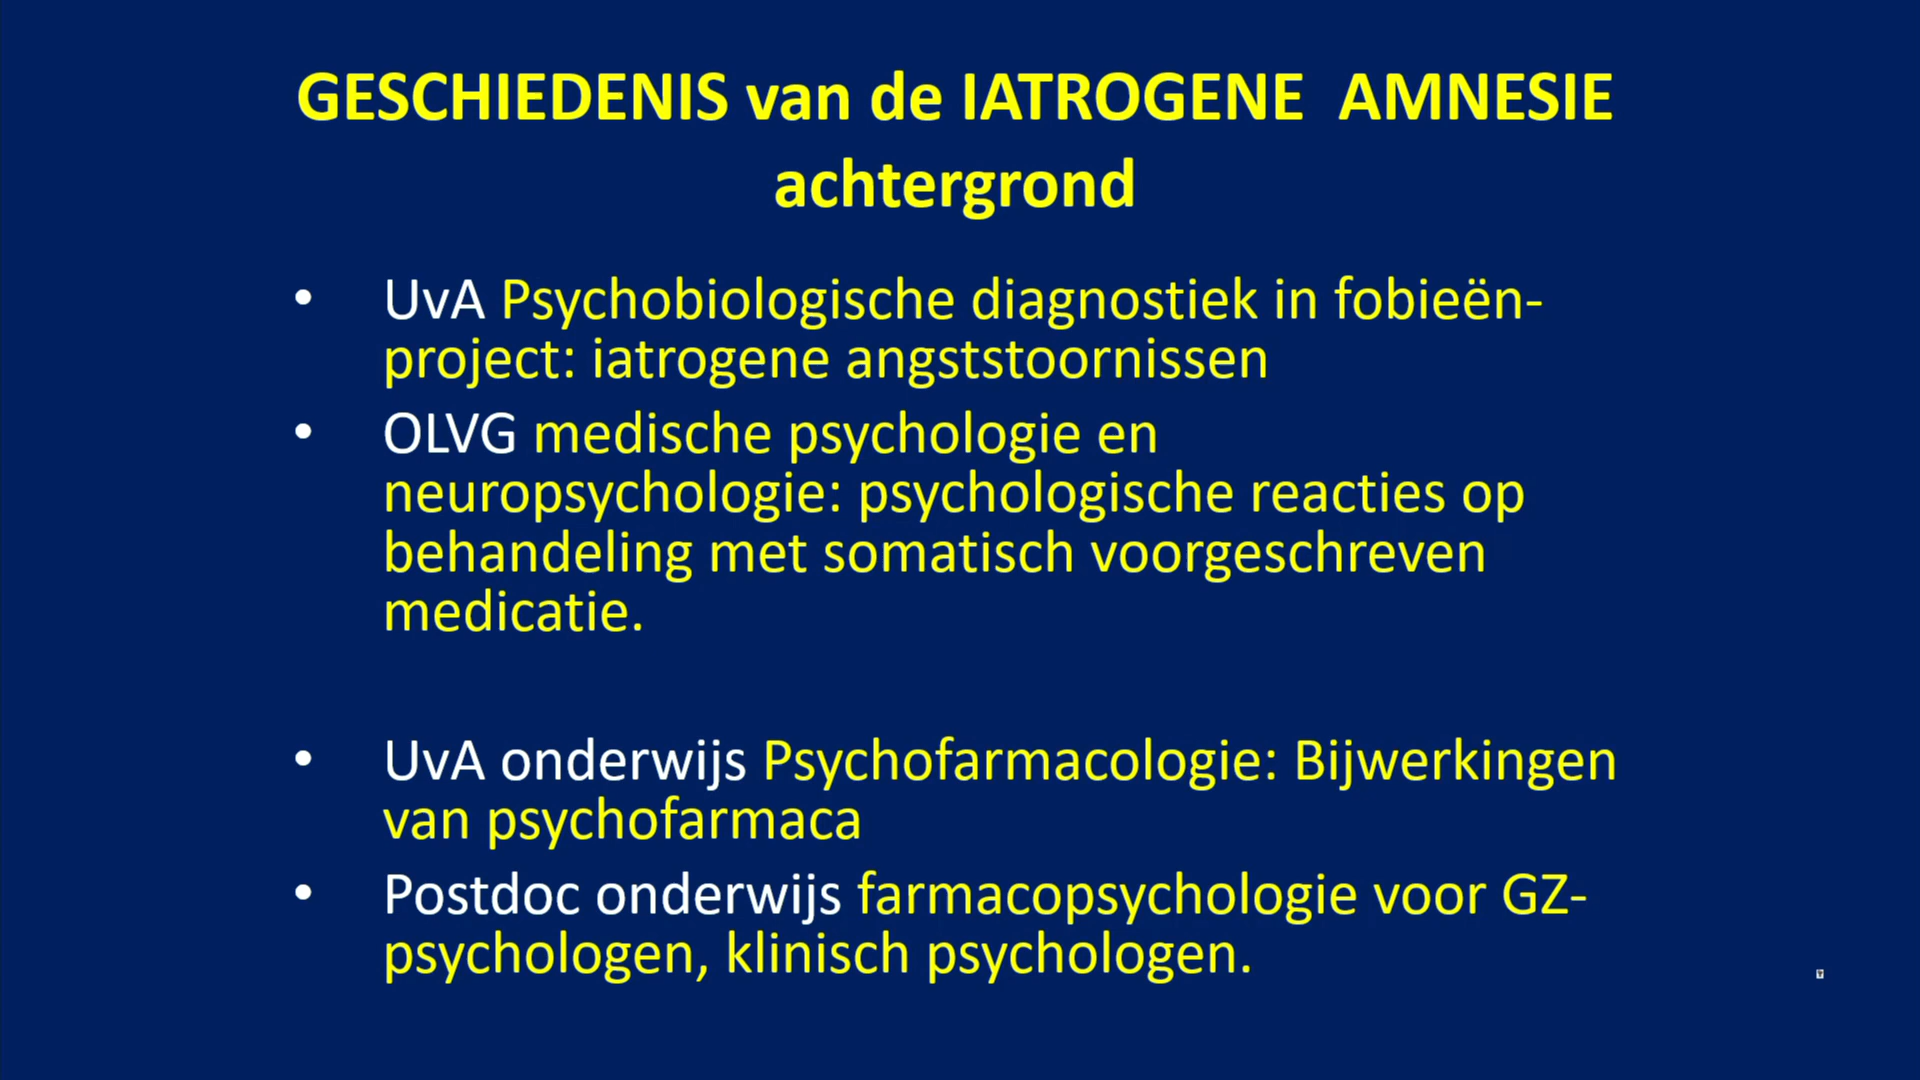 GESCHIEDENIS van de IATROGENE  AMNESIE
achtergrond
• UvA Psychobiologische diagnostiek in fobieën-
project: iatrogene angststoornissen
• OLVG medische psychologie en
neuropsychologie: psychologische reacties op
behandeling met somatisch voorgeschreven
medicatie.
• UvA onderwijs Psychofarmacologie: Bijwerkingen
van psychofarmaca
• Postdoc onderwijs farmacopsychologie voor GZ-
psychologen, klinisch psychologen.